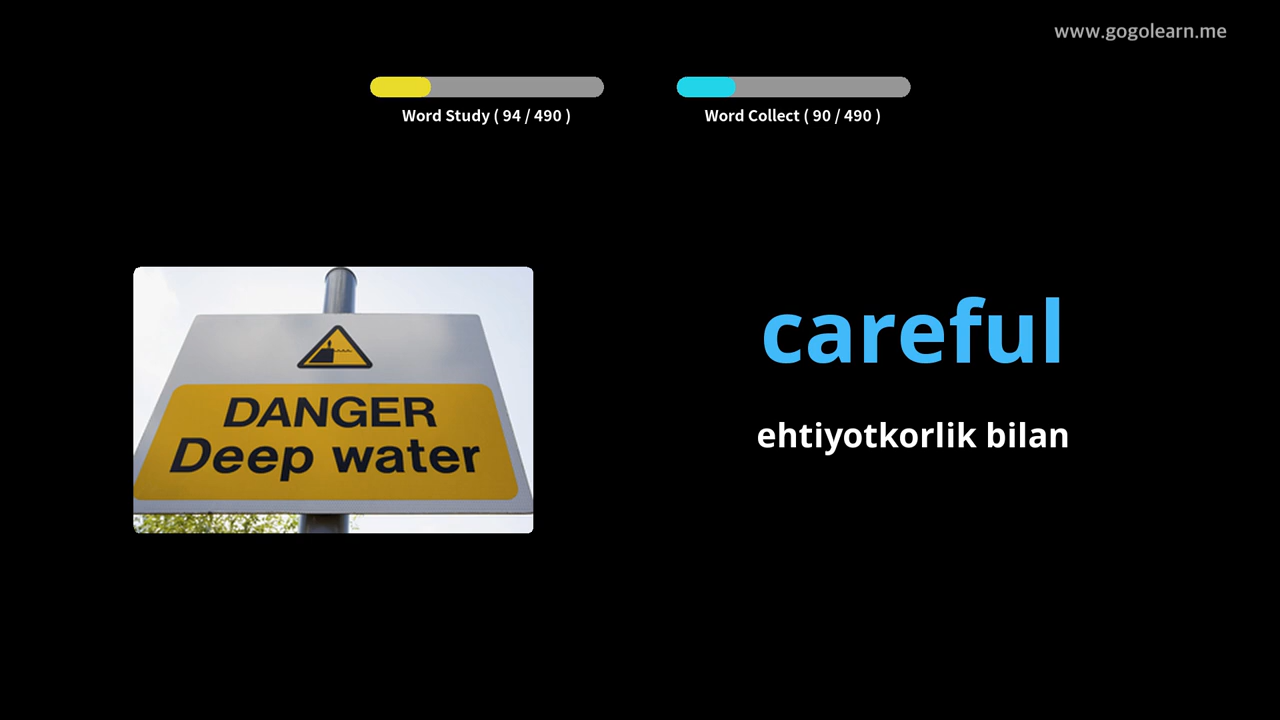 www.gogolearn.me
Word Study ( 94 / 490 )
Word Collect ( 90 / 490 )
DANGER
Deep water
careful
ehtiyotkorlik bilan